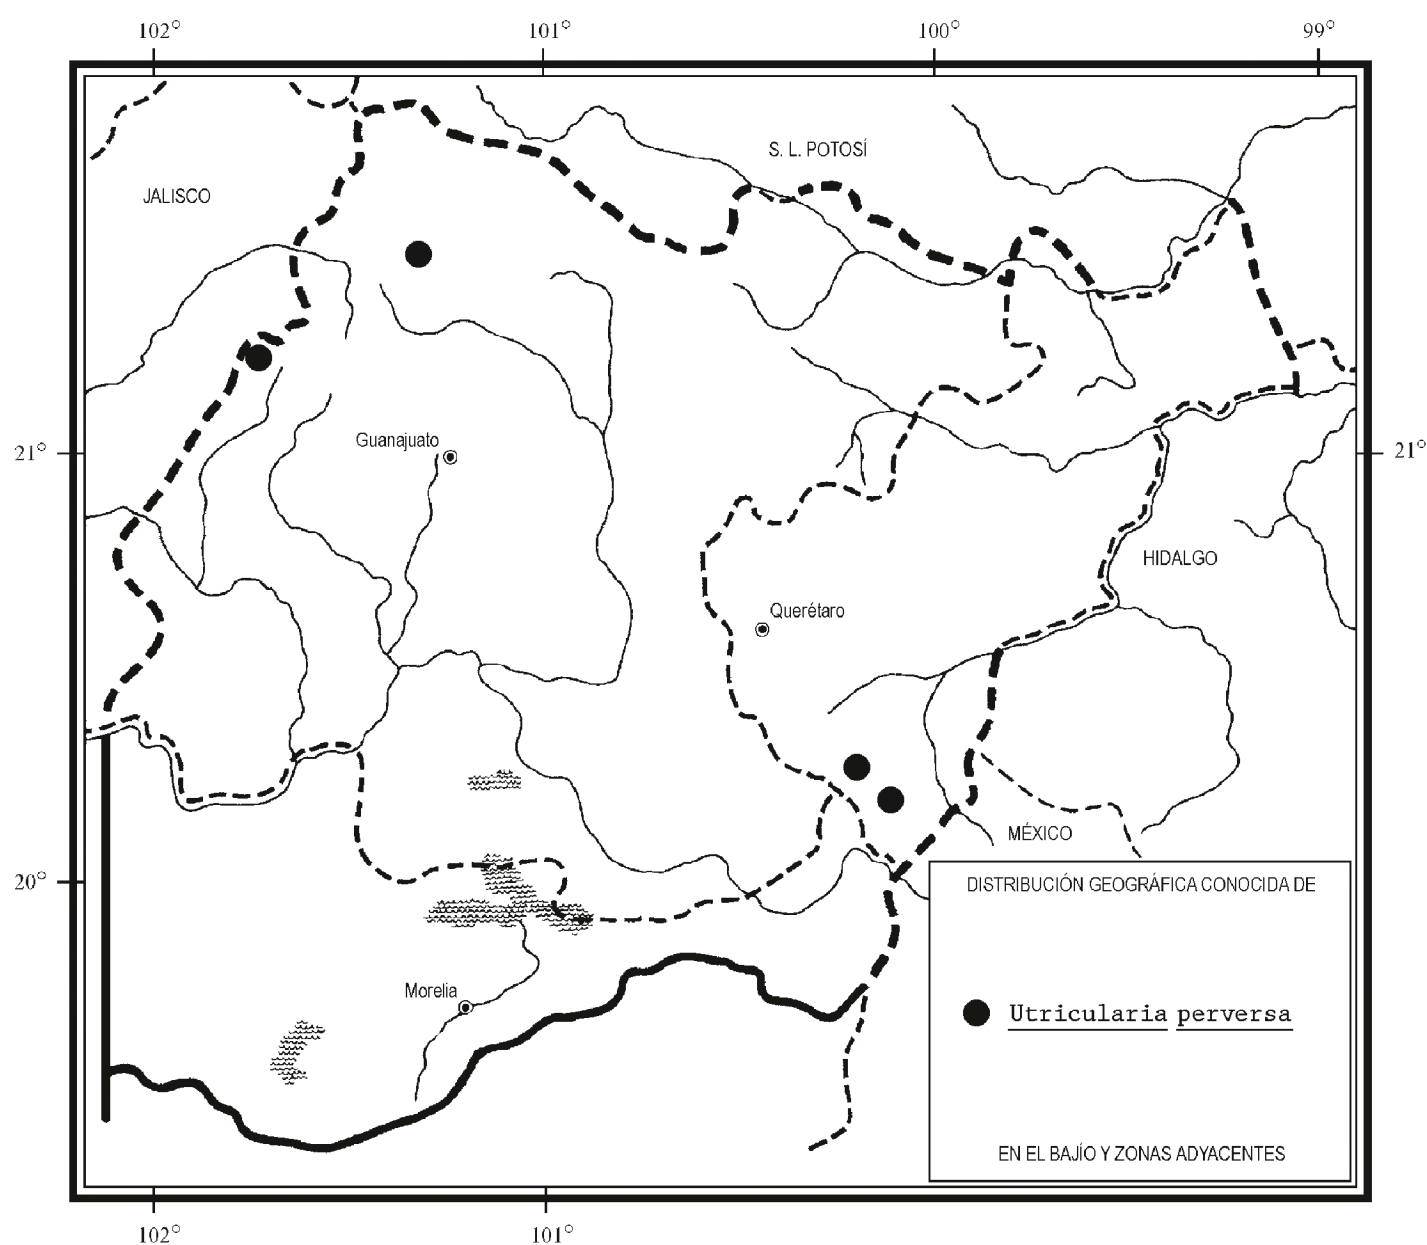 102° 101° 100° 99°
S. L. POTOSÍ
JALISCO
Guanajuato
21° 21°
HIDALGO
Querétaro
MÉXICO
20°
DISTRIBUCIÓN GEOGRÁFICA CONOCIDA DE
Morelia
Utricularia perversa
EN EL BAJÍO Y ZONAS ADYACENTES
102° 101°